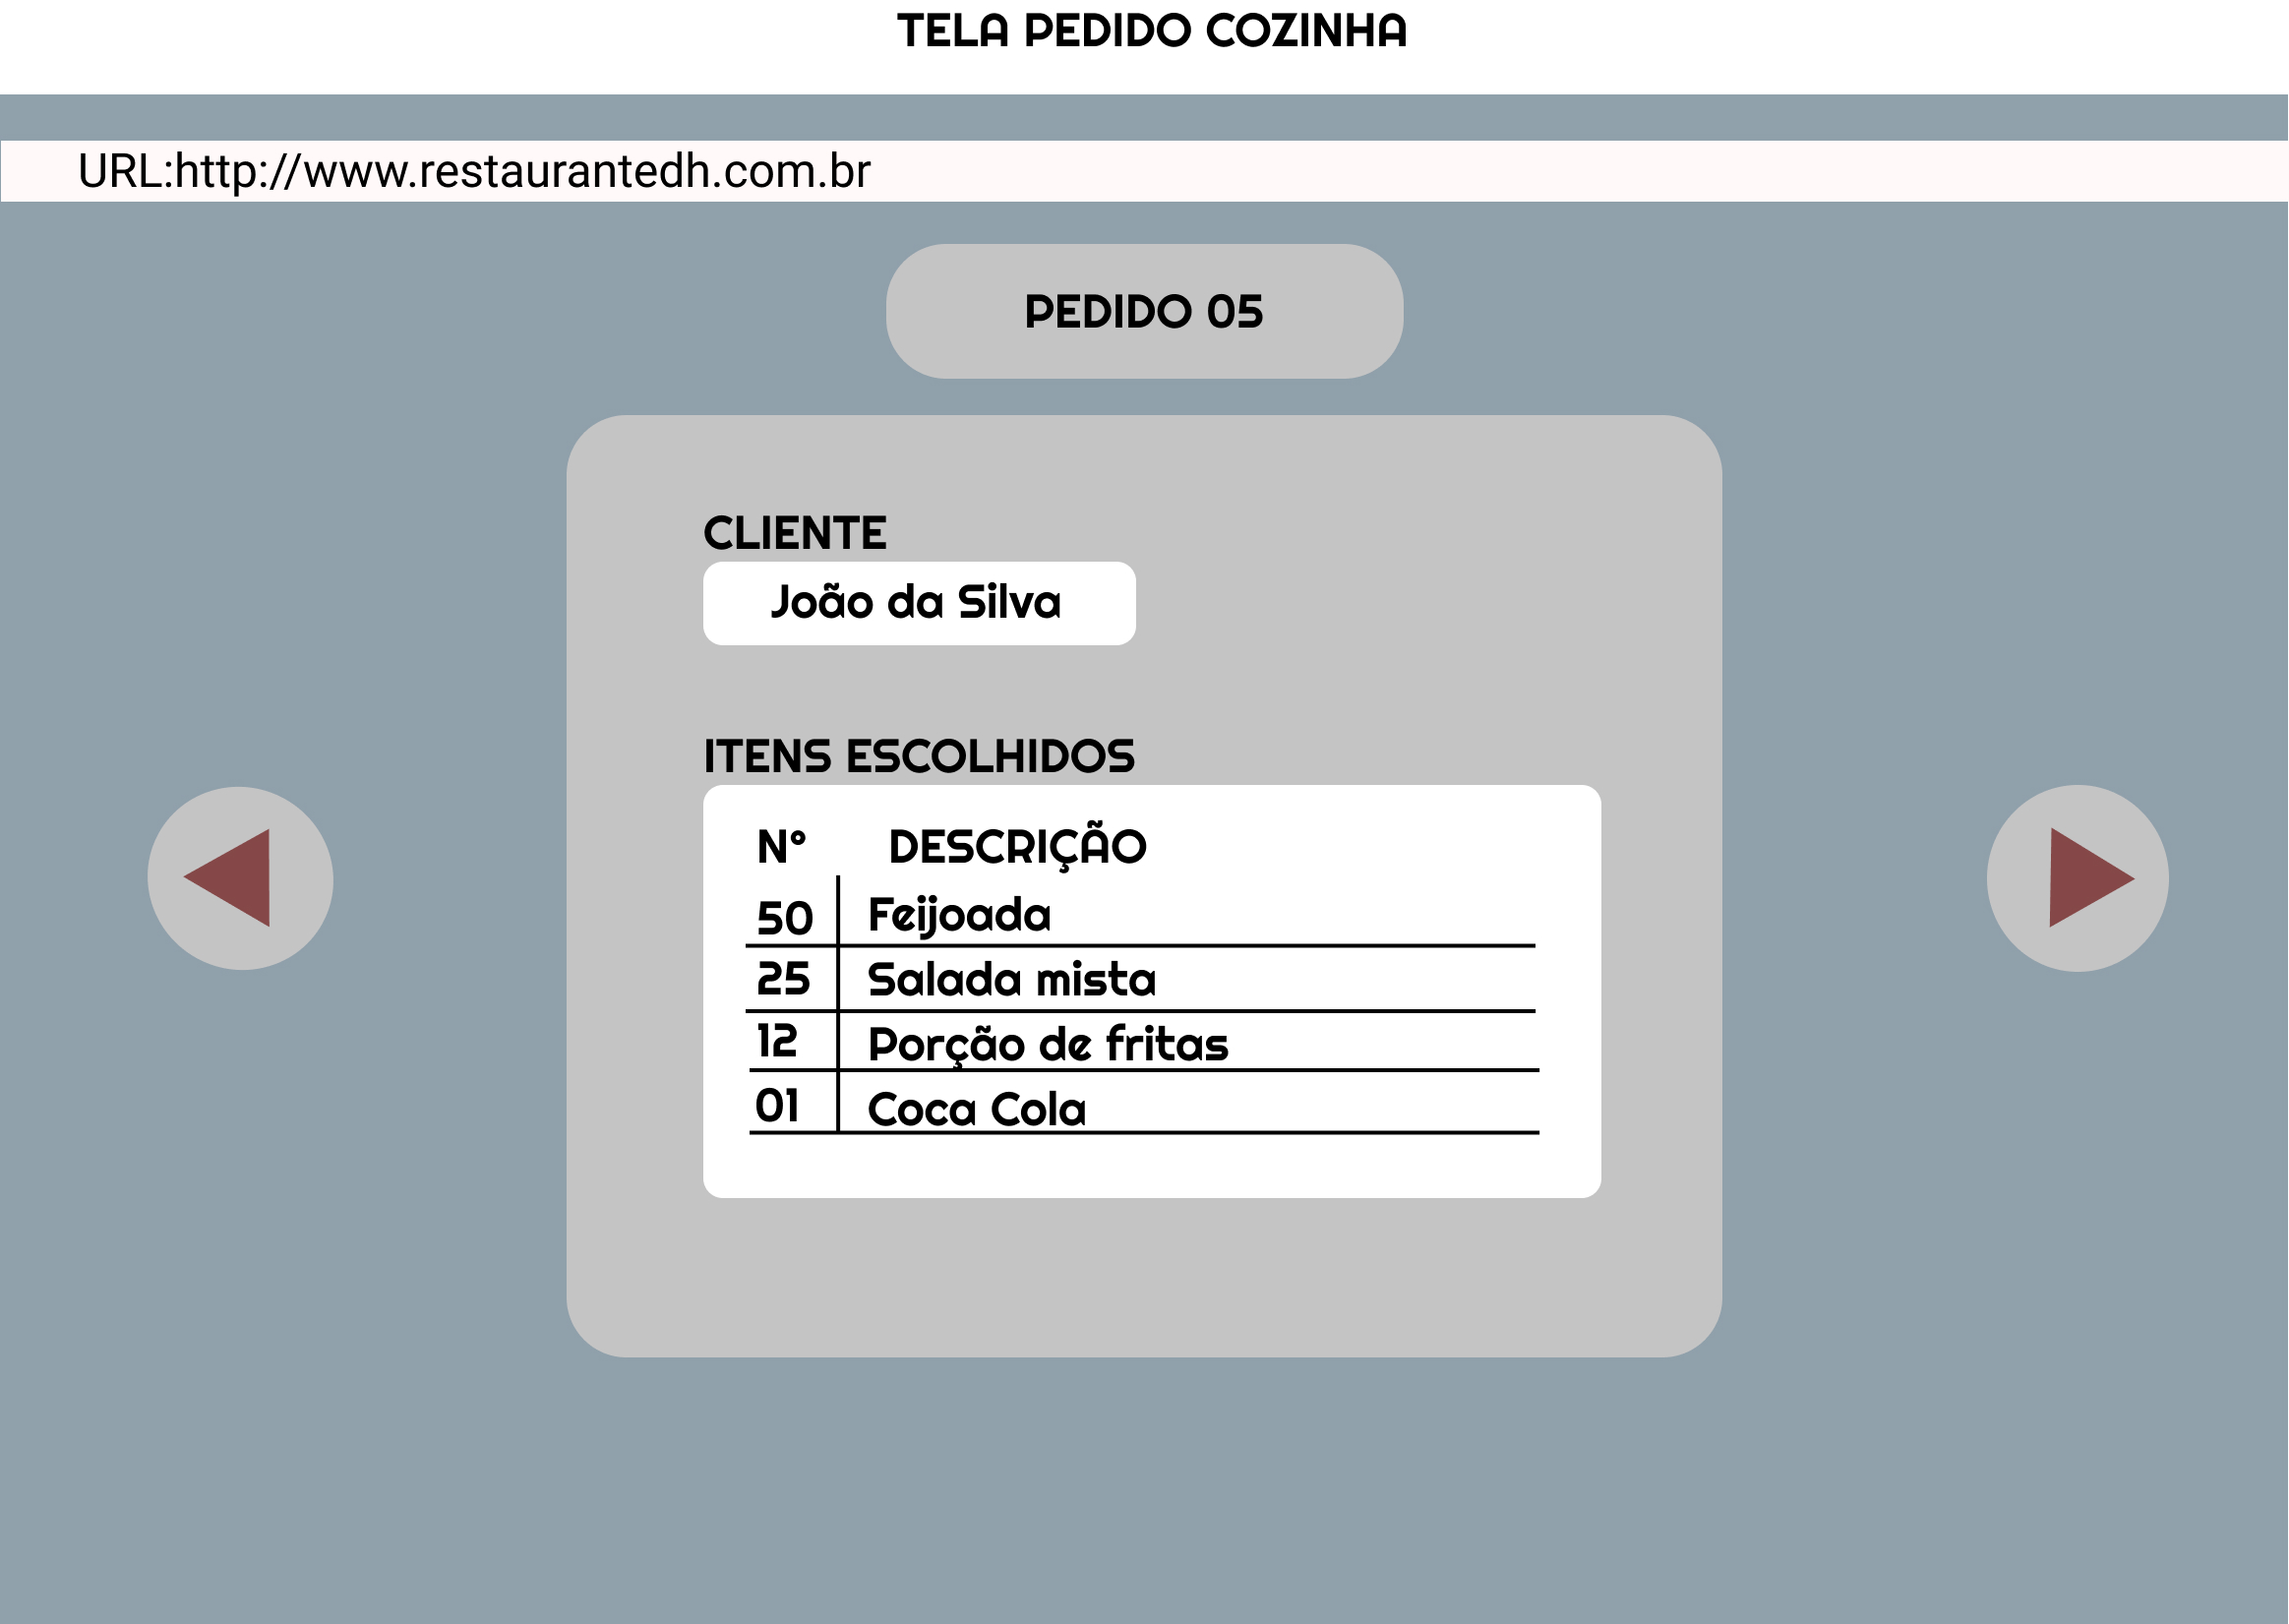 TELA PEDIDO COZINHA
URL:http://www.restaurantedh.com.br
PEDIDO 05
CLIENTE
João da Silva
ITENS ESCOLHIDOS
N° DESCRIÇÃO
50 Feijoada
25 Salada mista
12 Porção de fritas
01 Coca Cola